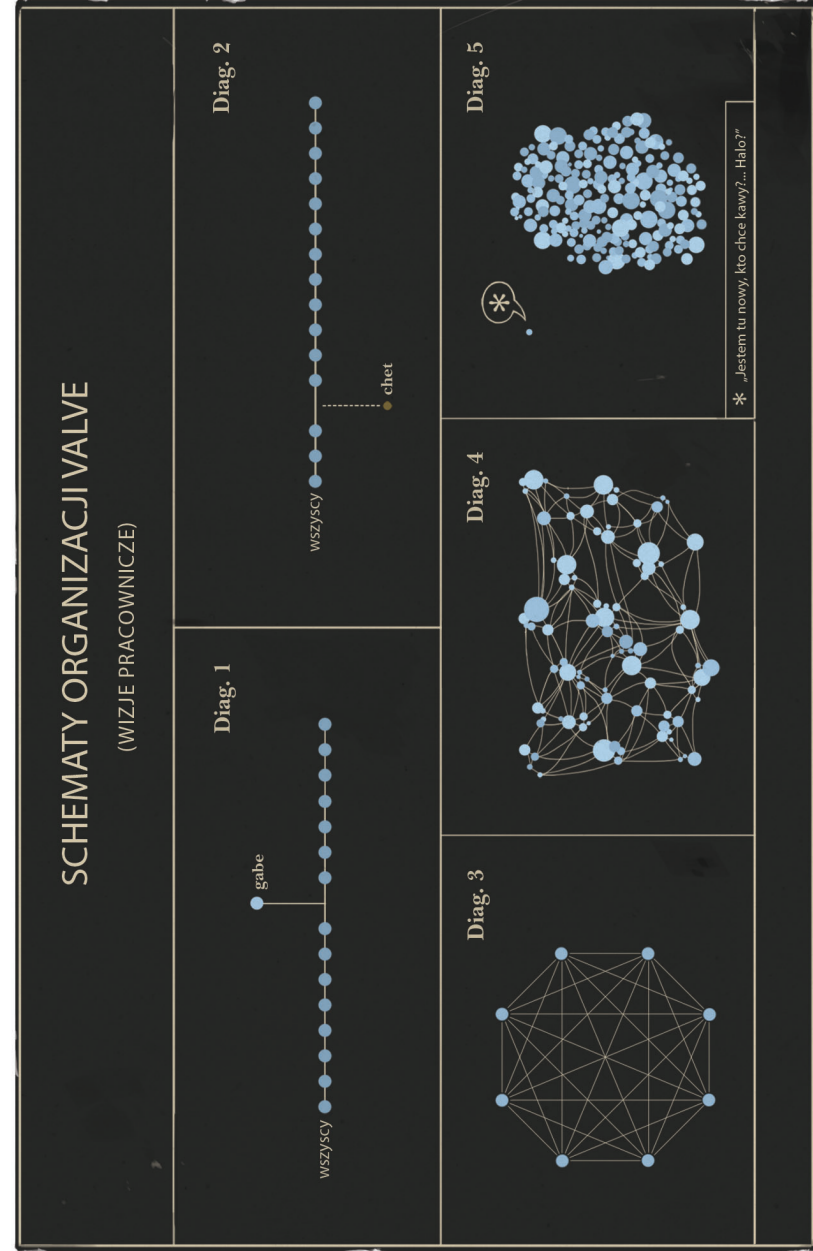 SCHEMATY ORGANIZACJI VALVE
(WIZJE PRACOWNICZE)
Diag. 1
gabe
wszyscy
Diag. 2
wszyscy
chet
Diag. 3
Diag. 4
Diag. 5
*
* „Jestem tu nowy, kto chce kawy?... Halo?”